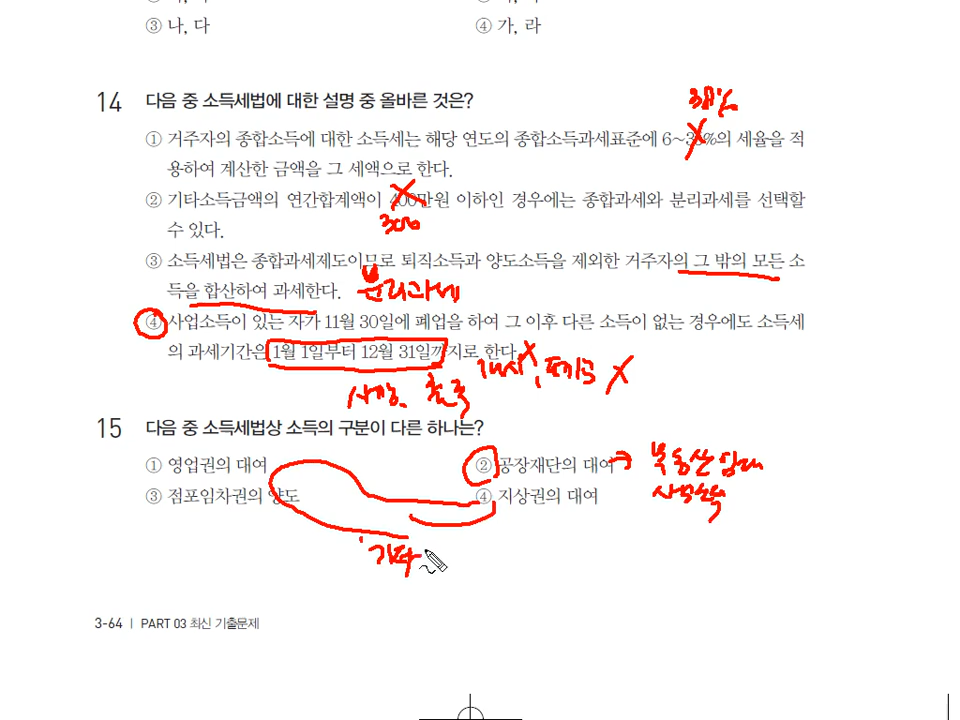 ③ 나, 다
④ 가, 라
14 다음 중 소득세법에 대한 설명 중 올바른 것은?
38%
① 거주자의 종합소득에 대한 소득세는 해당 연도의 종합소득과세표준에 6~3%의 세율을 적
용하여 계산한 금액을 그 세액으로 한다.
② 기타소득금액의 연간합계액이 400만원 이하인 경우에는 종합과세와 분리과세를 선택할
300
수 있다.
③ 소득세법은 종합과세제도이므로 퇴직소득과 양도소득을 제외한 거주자의 그 밖의 모든 소
득을 합산하여 과세한다. 분리과세
④ 사업소득이 있는 자가 11월 30일에 폐업을 하여 그 이후 다른 소득이 없는 경우에도 소득세
의 과세기간은 1월 1일부터 12월 31일까지로 한다.
사망, 출국
15 다음 중 소득세법상 소득의 구분이 다른 하나는?
① 영업권의 대여
② 공장재단의 대여 → 부동산임대
사업소득
③ 점포임차권의 양도
④ 지상권의 대여
기타
3-64 | PART 03 최신 기출문제